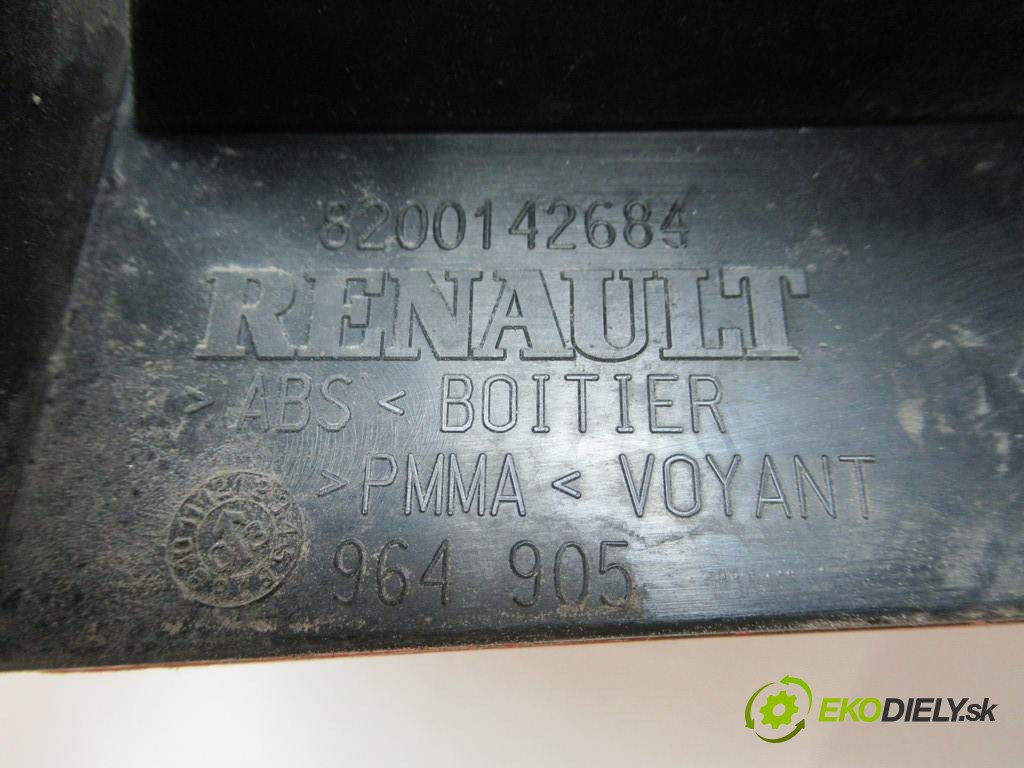 8200142684
RENAULT
>ABS< BOITIER
>PMMA< VOYANT
964 905
EKODIELY.sk